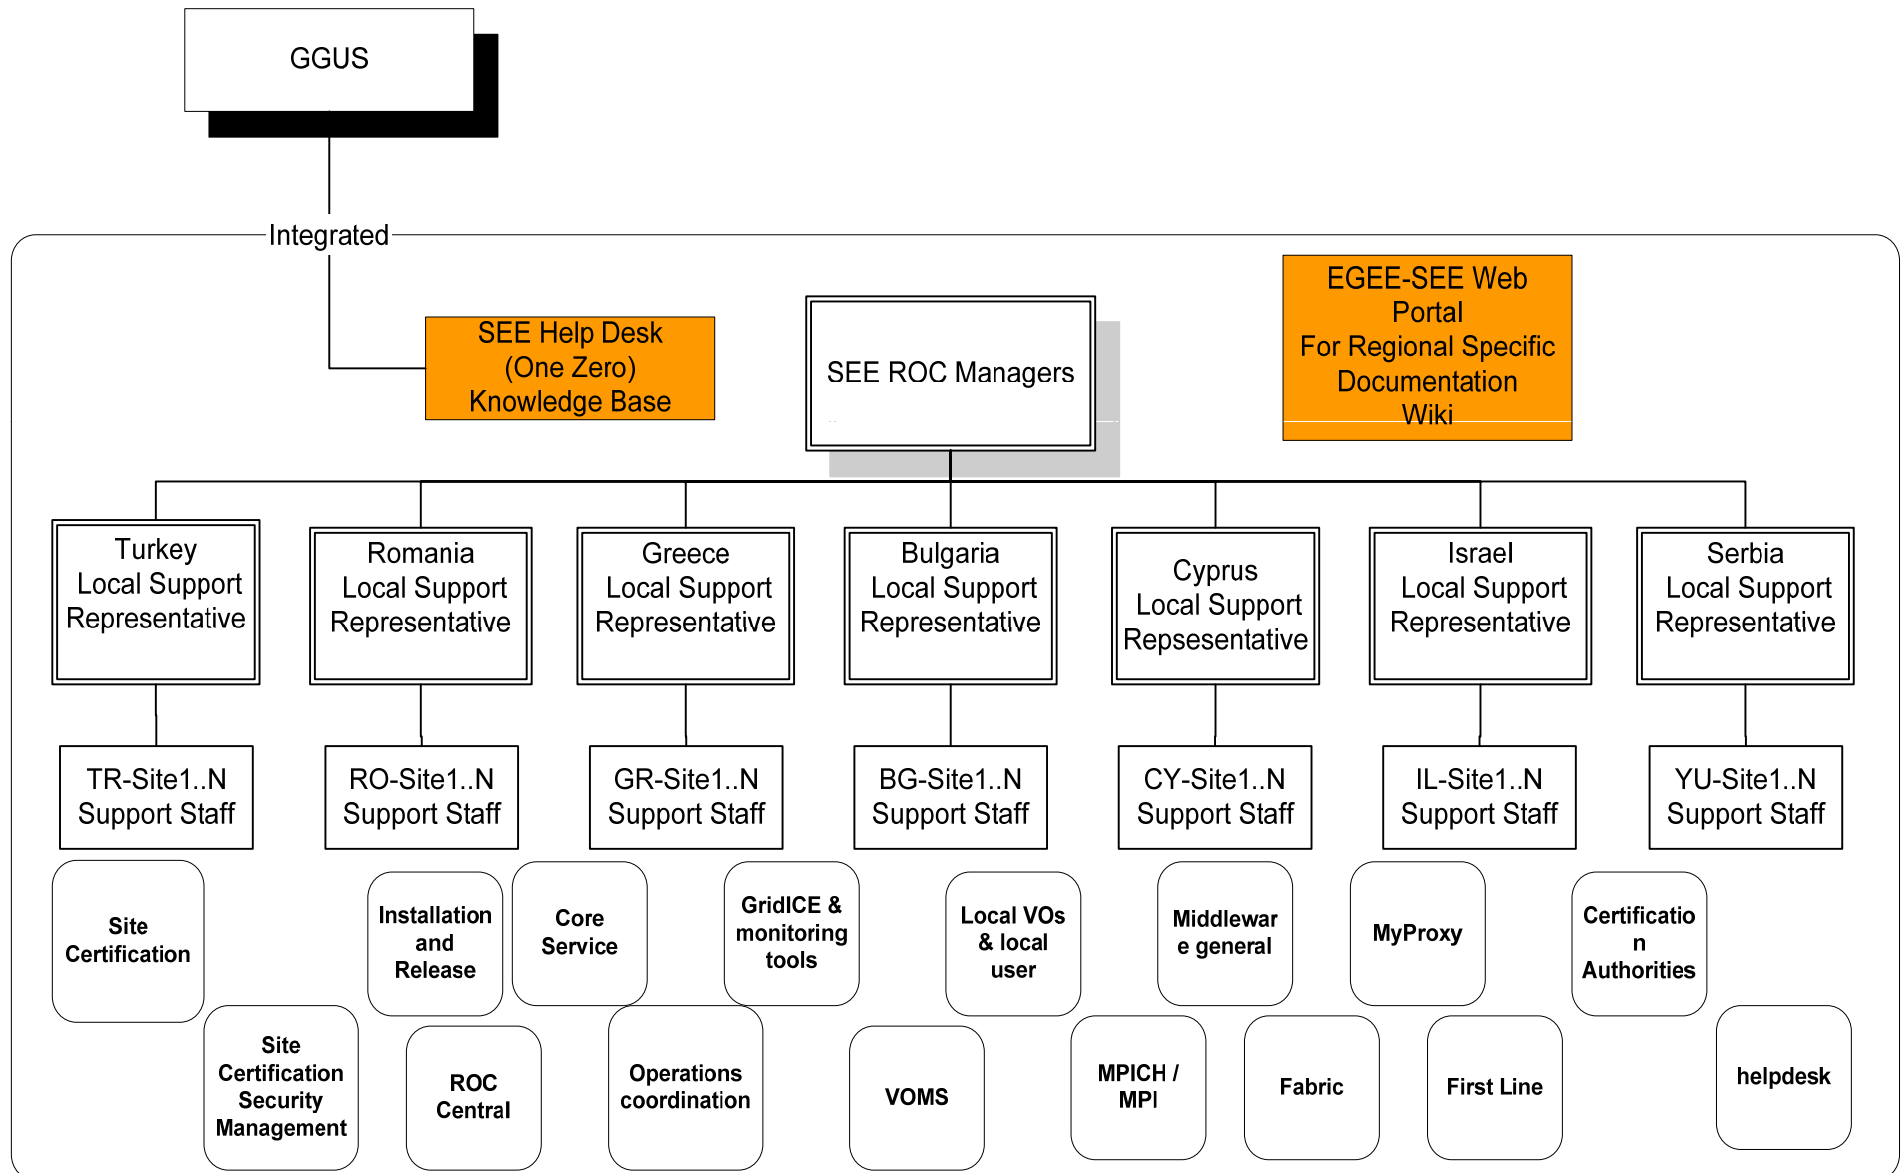 GGUS
Integrated
SEE Help Desk
(One Zero)
Knowledge Base
SEE ROC Managers
EGEE-SEE Web
Portal
For Regional Specific
Documentation
Wiki
Turkey
Local Support
Representative
Romania
Local Support
Representative
Greece
Local Support
Representative
Bulgaria
Local Support
Representative
Cyprus
Local Support
Repsesentative
Israel
Local Support
Representative
Serbia
Local Support
Representative
TR-Site1..N
Support Staff
RO-Site1..N
Support Staff
GR-Site1..N
Support Staff
BG-Site1..N
Support Staff
CY-Site1..N
Support Staff
IL-Site1..N
Support Staff
YU-Site1..N
Support Staff
Site
Certification
Installation
and
Release
Core
Service
GridICE &
monitoring
tools
Local VOs
& local
user
Middlewar
e general
MyProxy
Certificatio
n
Authorities
Site
Certification
Security
Management
ROC
Central
Operations
coordination
VOMS
MPICH /
MPI
Fabric
First Line
helpdesk